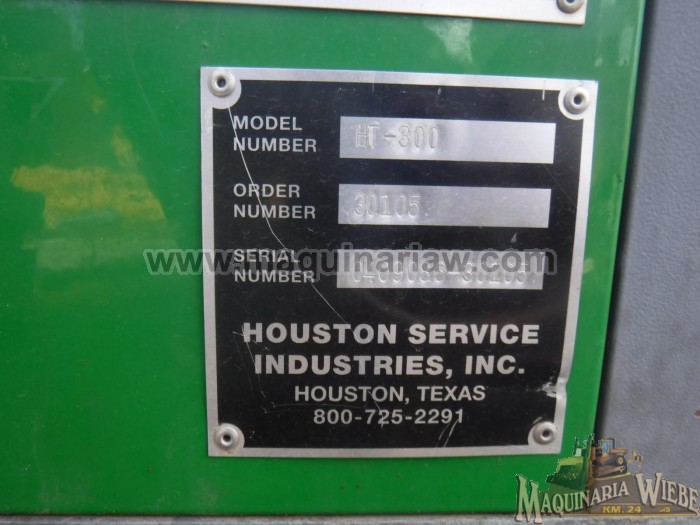 MODEL
NUMBER HT-300
ORDER
NUMBER 30105
www.maquinariaw.com
SERIAL
NUMBER
HOUSTON SERVICE
INDUSTRIES, INC.
HOUSTON, TEXAS
800-725-2291
MAQUINARIA WIEBE
KM. 24